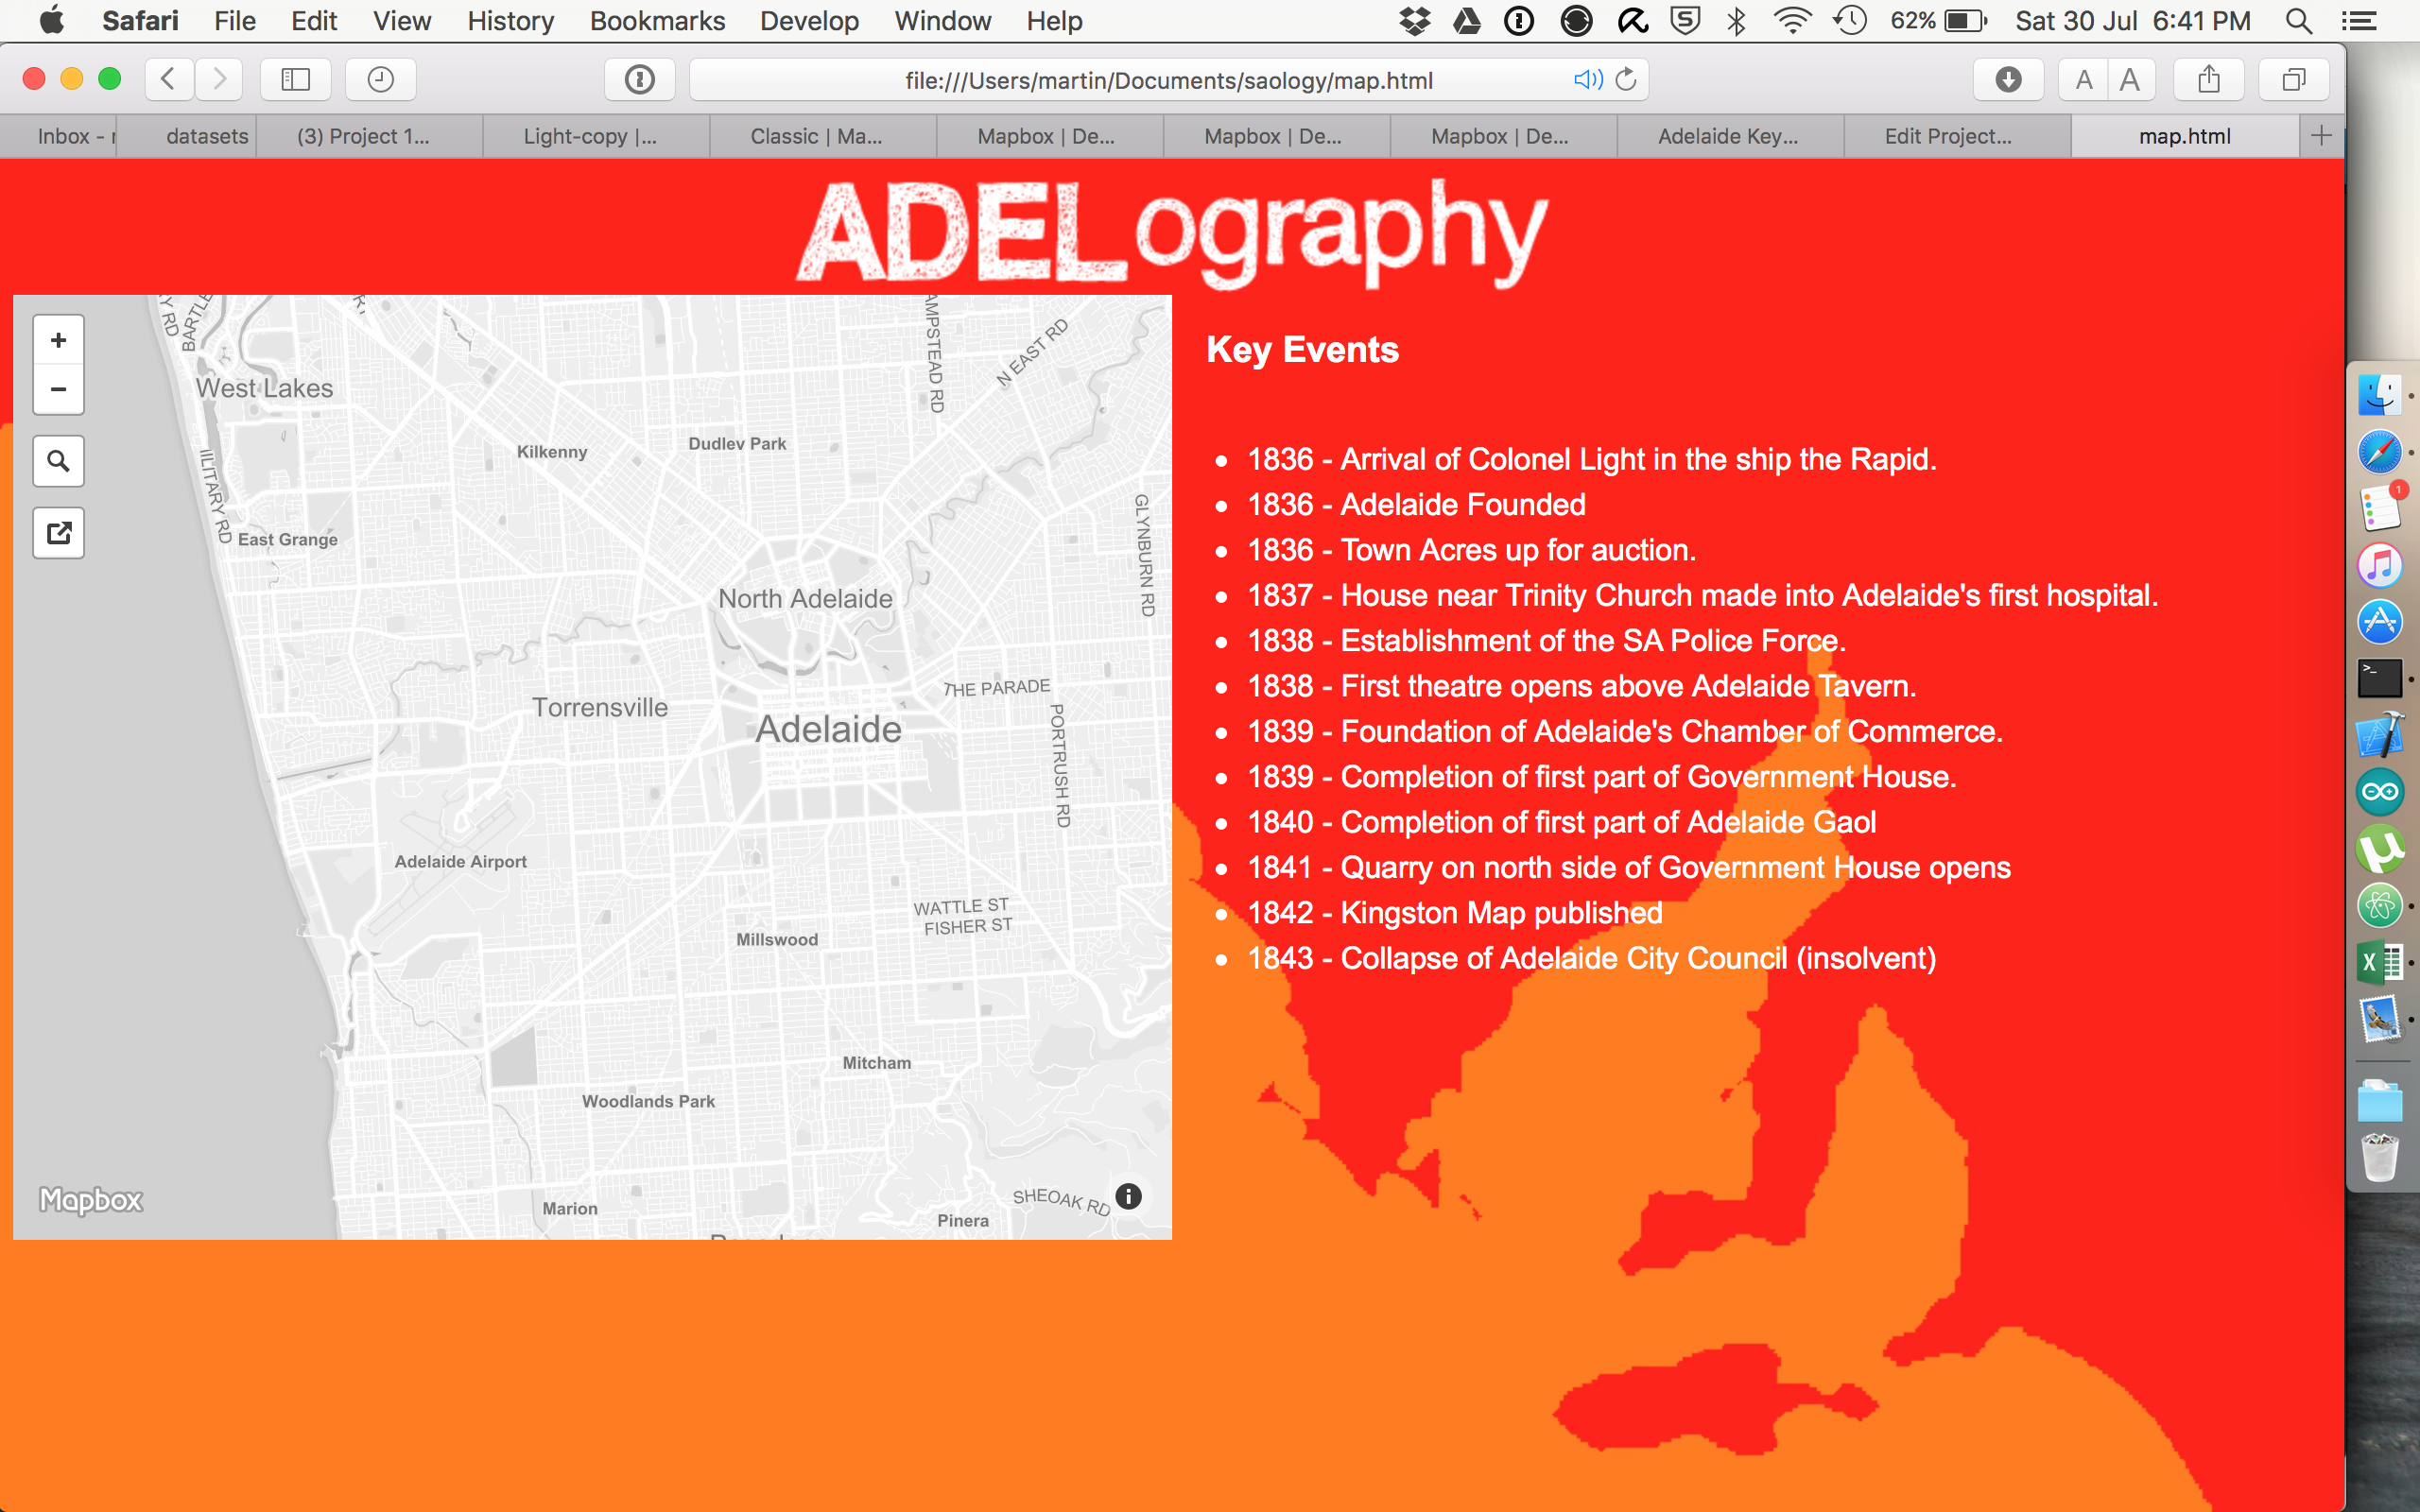 Safari File Edit View History Bookmarks Develop Window Help 62% Sat 30 Jul 6:41 PM
file:///Users/martin/Documents/saology/map.html A A
Inbox - datasets (3) Project 1... Light-copy |... Classic | Ma... Mapbox | De... Mapbox | De... Mapbox | De... Adelaide Key... Edit Project... map.html
ADELography
Key Events
1836 - Arrival of Colonel Light in the ship the Rapid.
1836 - Adelaide Founded
1836 - Town Acres up for auction.
1837 - House near Trinity Church made into Adelaide's first hospital.
1838 - Establishment of the SA Police Force.
1838 - First theatre opens above Adelaide Tavern.
1839 - Foundation of Adelaide's Chamber of Commerce.
1839 - Completion of first part of Government House.
1840 - Completion of first part of Adelaide Gaol
1841 - Quarry on north side of Government House opens
1842 - Kingston Map published
1843 - Collapse of Adelaide City Council (insolvent)
Y RD
BARTLE
AMPSTEAD RD
N EAST RD
West Lakes
Kilkenny
Dudley Park
ILITARY RD
East Grange
GLYNBURN RD
North Adelaide
THE PARADE
Torrensville
Adelaide
PORTRUSH RD
Adelaide Airport
WATTLE ST
FISHER ST
Millswood
Mitcham
Woodlands Park
SHEOAK RD
Marion
Pinera
Mapbox
1